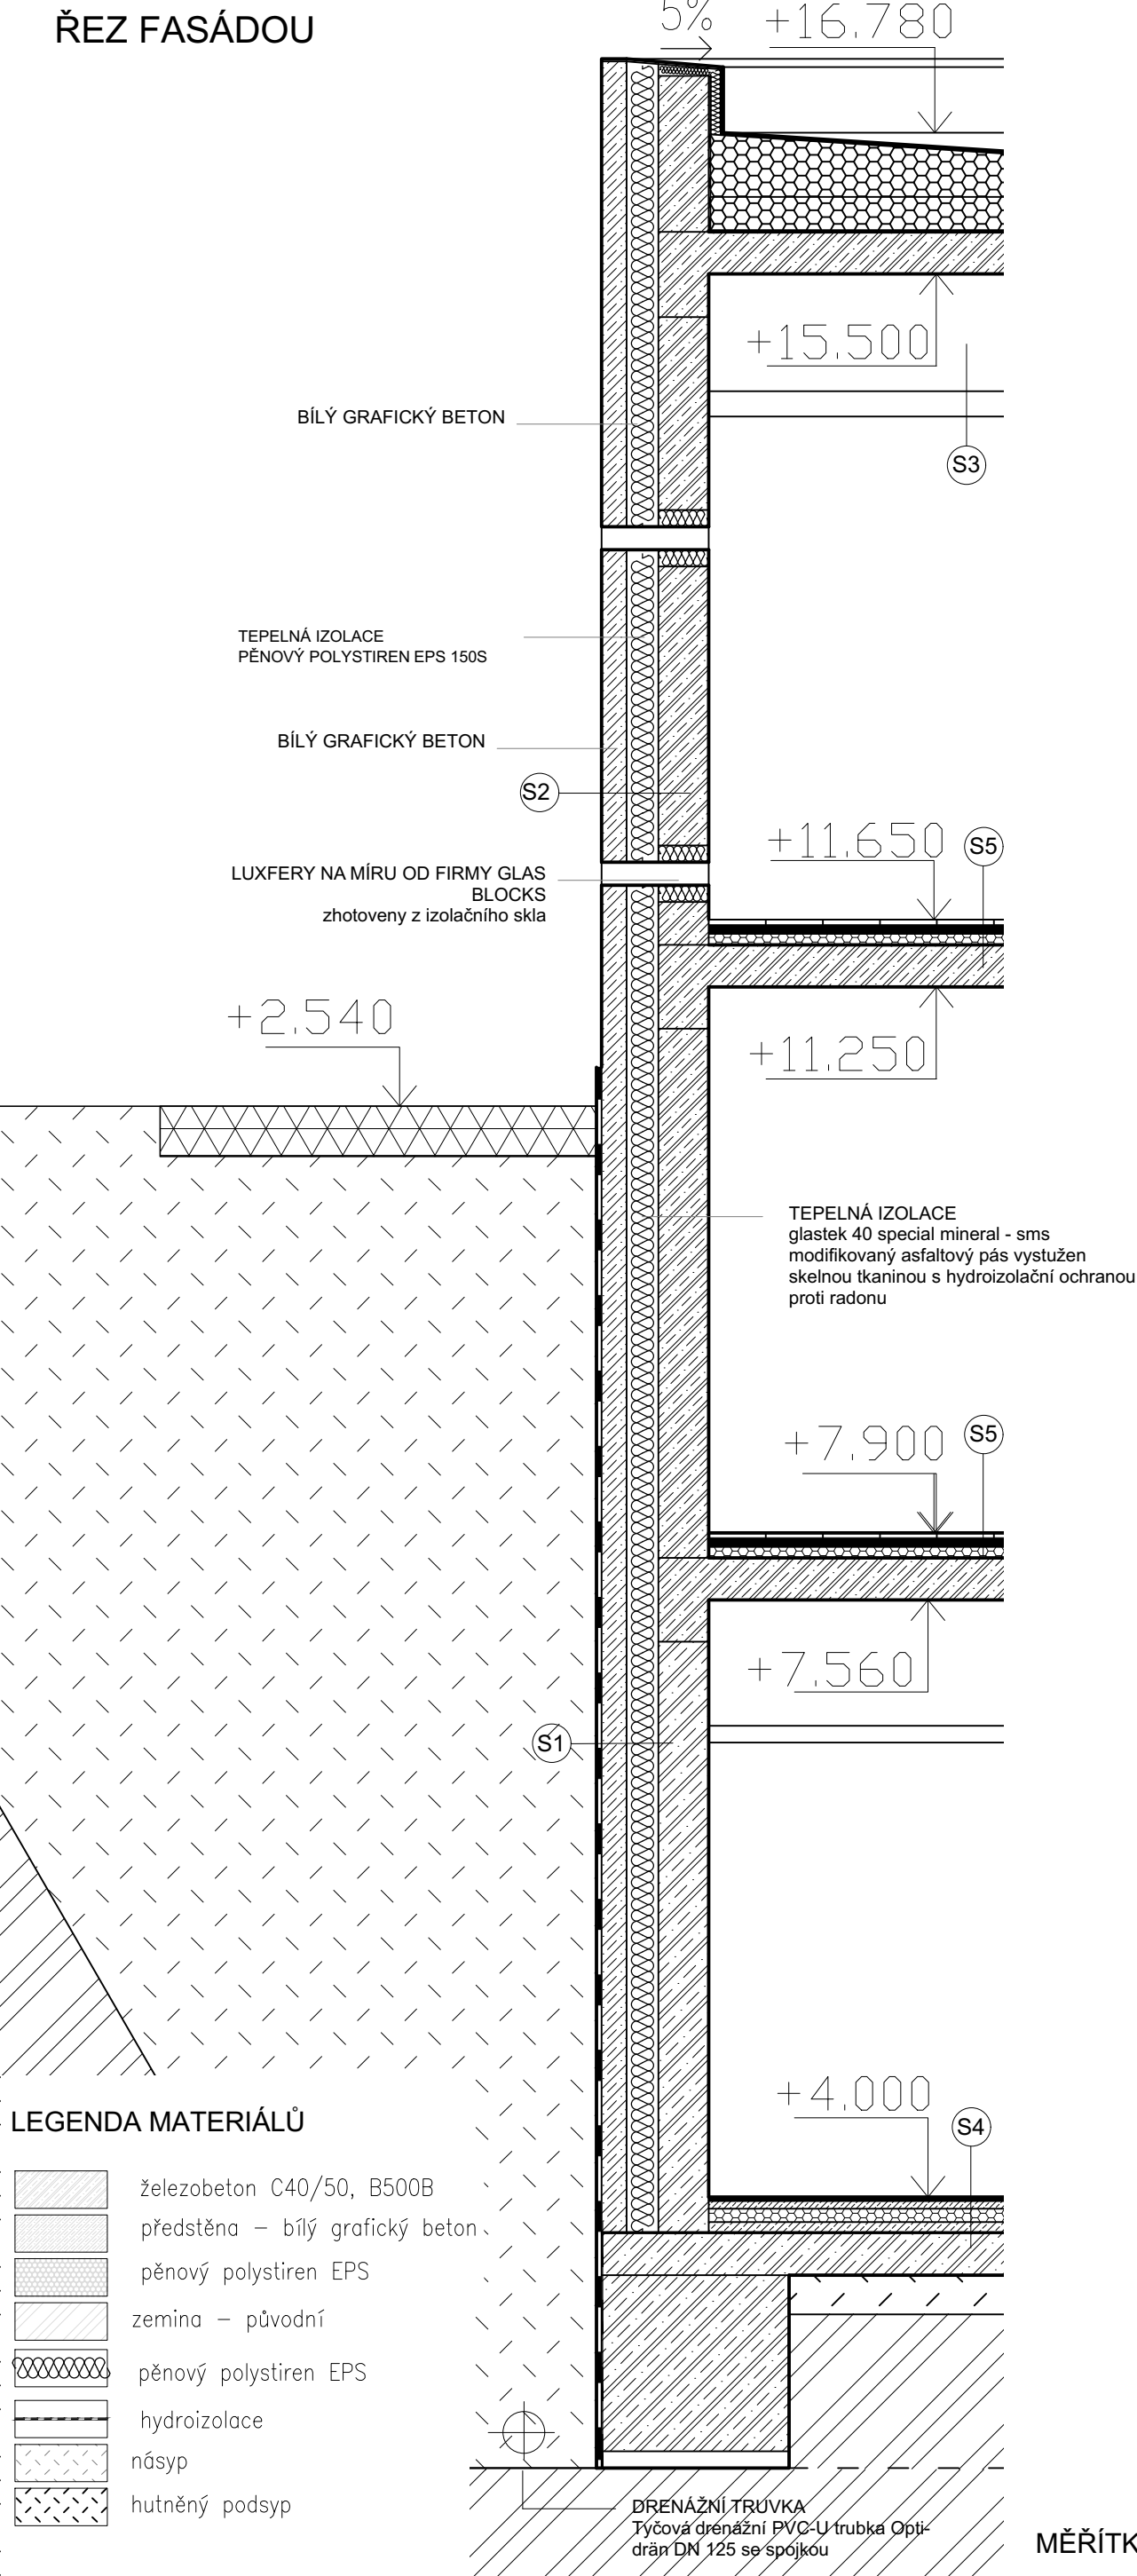 ŘEZ FASÁDOU
5%
+16.780
+15.500
BÍLÝ GRAFICKÝ BETON
S3
TEPELNÁ IZOLACE
PĚNOVÝ POLYSTIREN EPS 150S
BÍLÝ GRAFICKÝ BETON
S2
+11.650
S5
LUXFERY NA MÍRU OD FIRMY GLAS
BLOCKS
zhotoveny z izolačního skla
+2.540
+11.250
TEPELNÁ IZOLACE
glastek 40 special mineral - sms
modifikovaný asfaltový pás vystužen
skelnou tkaninou s hydroizolační ochranou
proti radonu
+7.900
S5
+7.560
S1
+4.000
S4
LEGENDA MATERIÁLŮ
železobeton C40/50, B500B
předstěna – bílý grafický beton
pěnový polystiren EPS
zemina – původní
pěnový polystiren EPS
hydroizolace
násyp
hutněný podsyp
DRENÁŽNÍ TRUVKA
Tyčová drenážní PVC-U trubka Opti-
drän DN 125 se spojkou
MĚŘÍTK